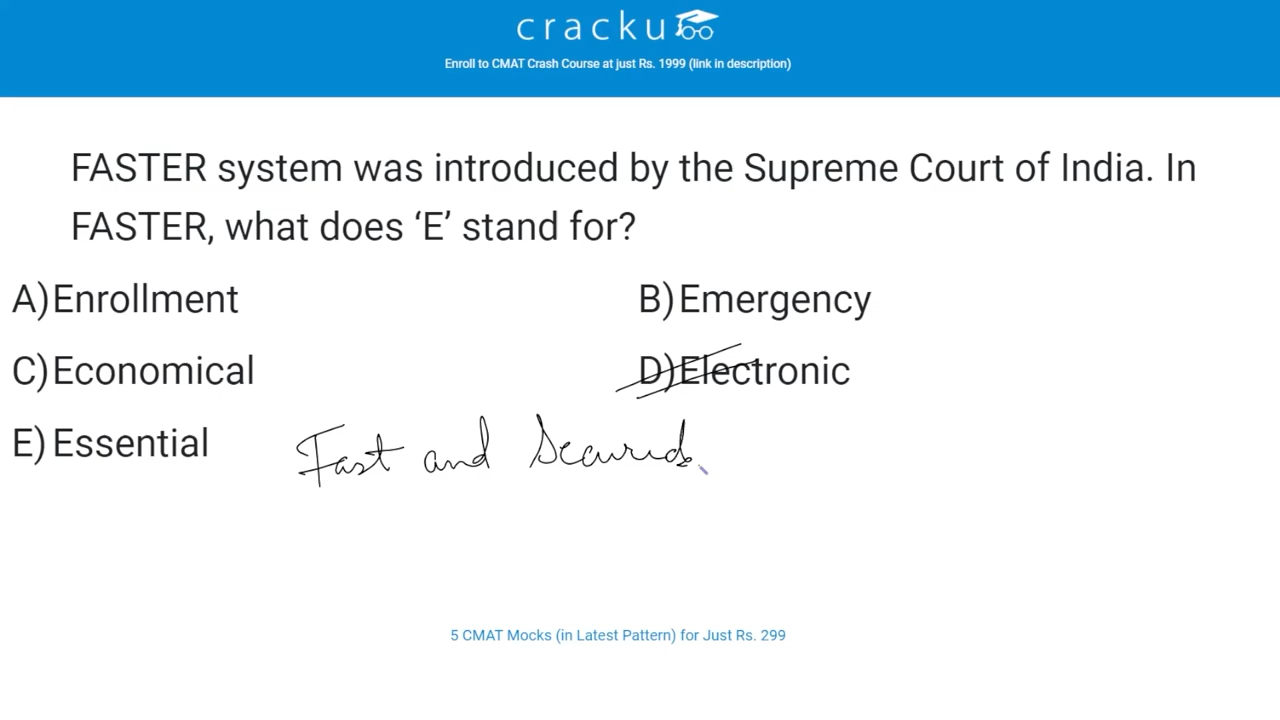 cracku
Enroll to CMAT Crash Course at just Rs. 1999 (link in description)
FASTER system was introduced by the Supreme Court of India. In
FASTER, what does ‘E’ stand for?
A)Enrollment
B)Emergency
C)Economical
D)Electronic
E)Essential
Fast and Secured
5 CMAT Mocks (in Latest Pattern) for Just Rs. 299